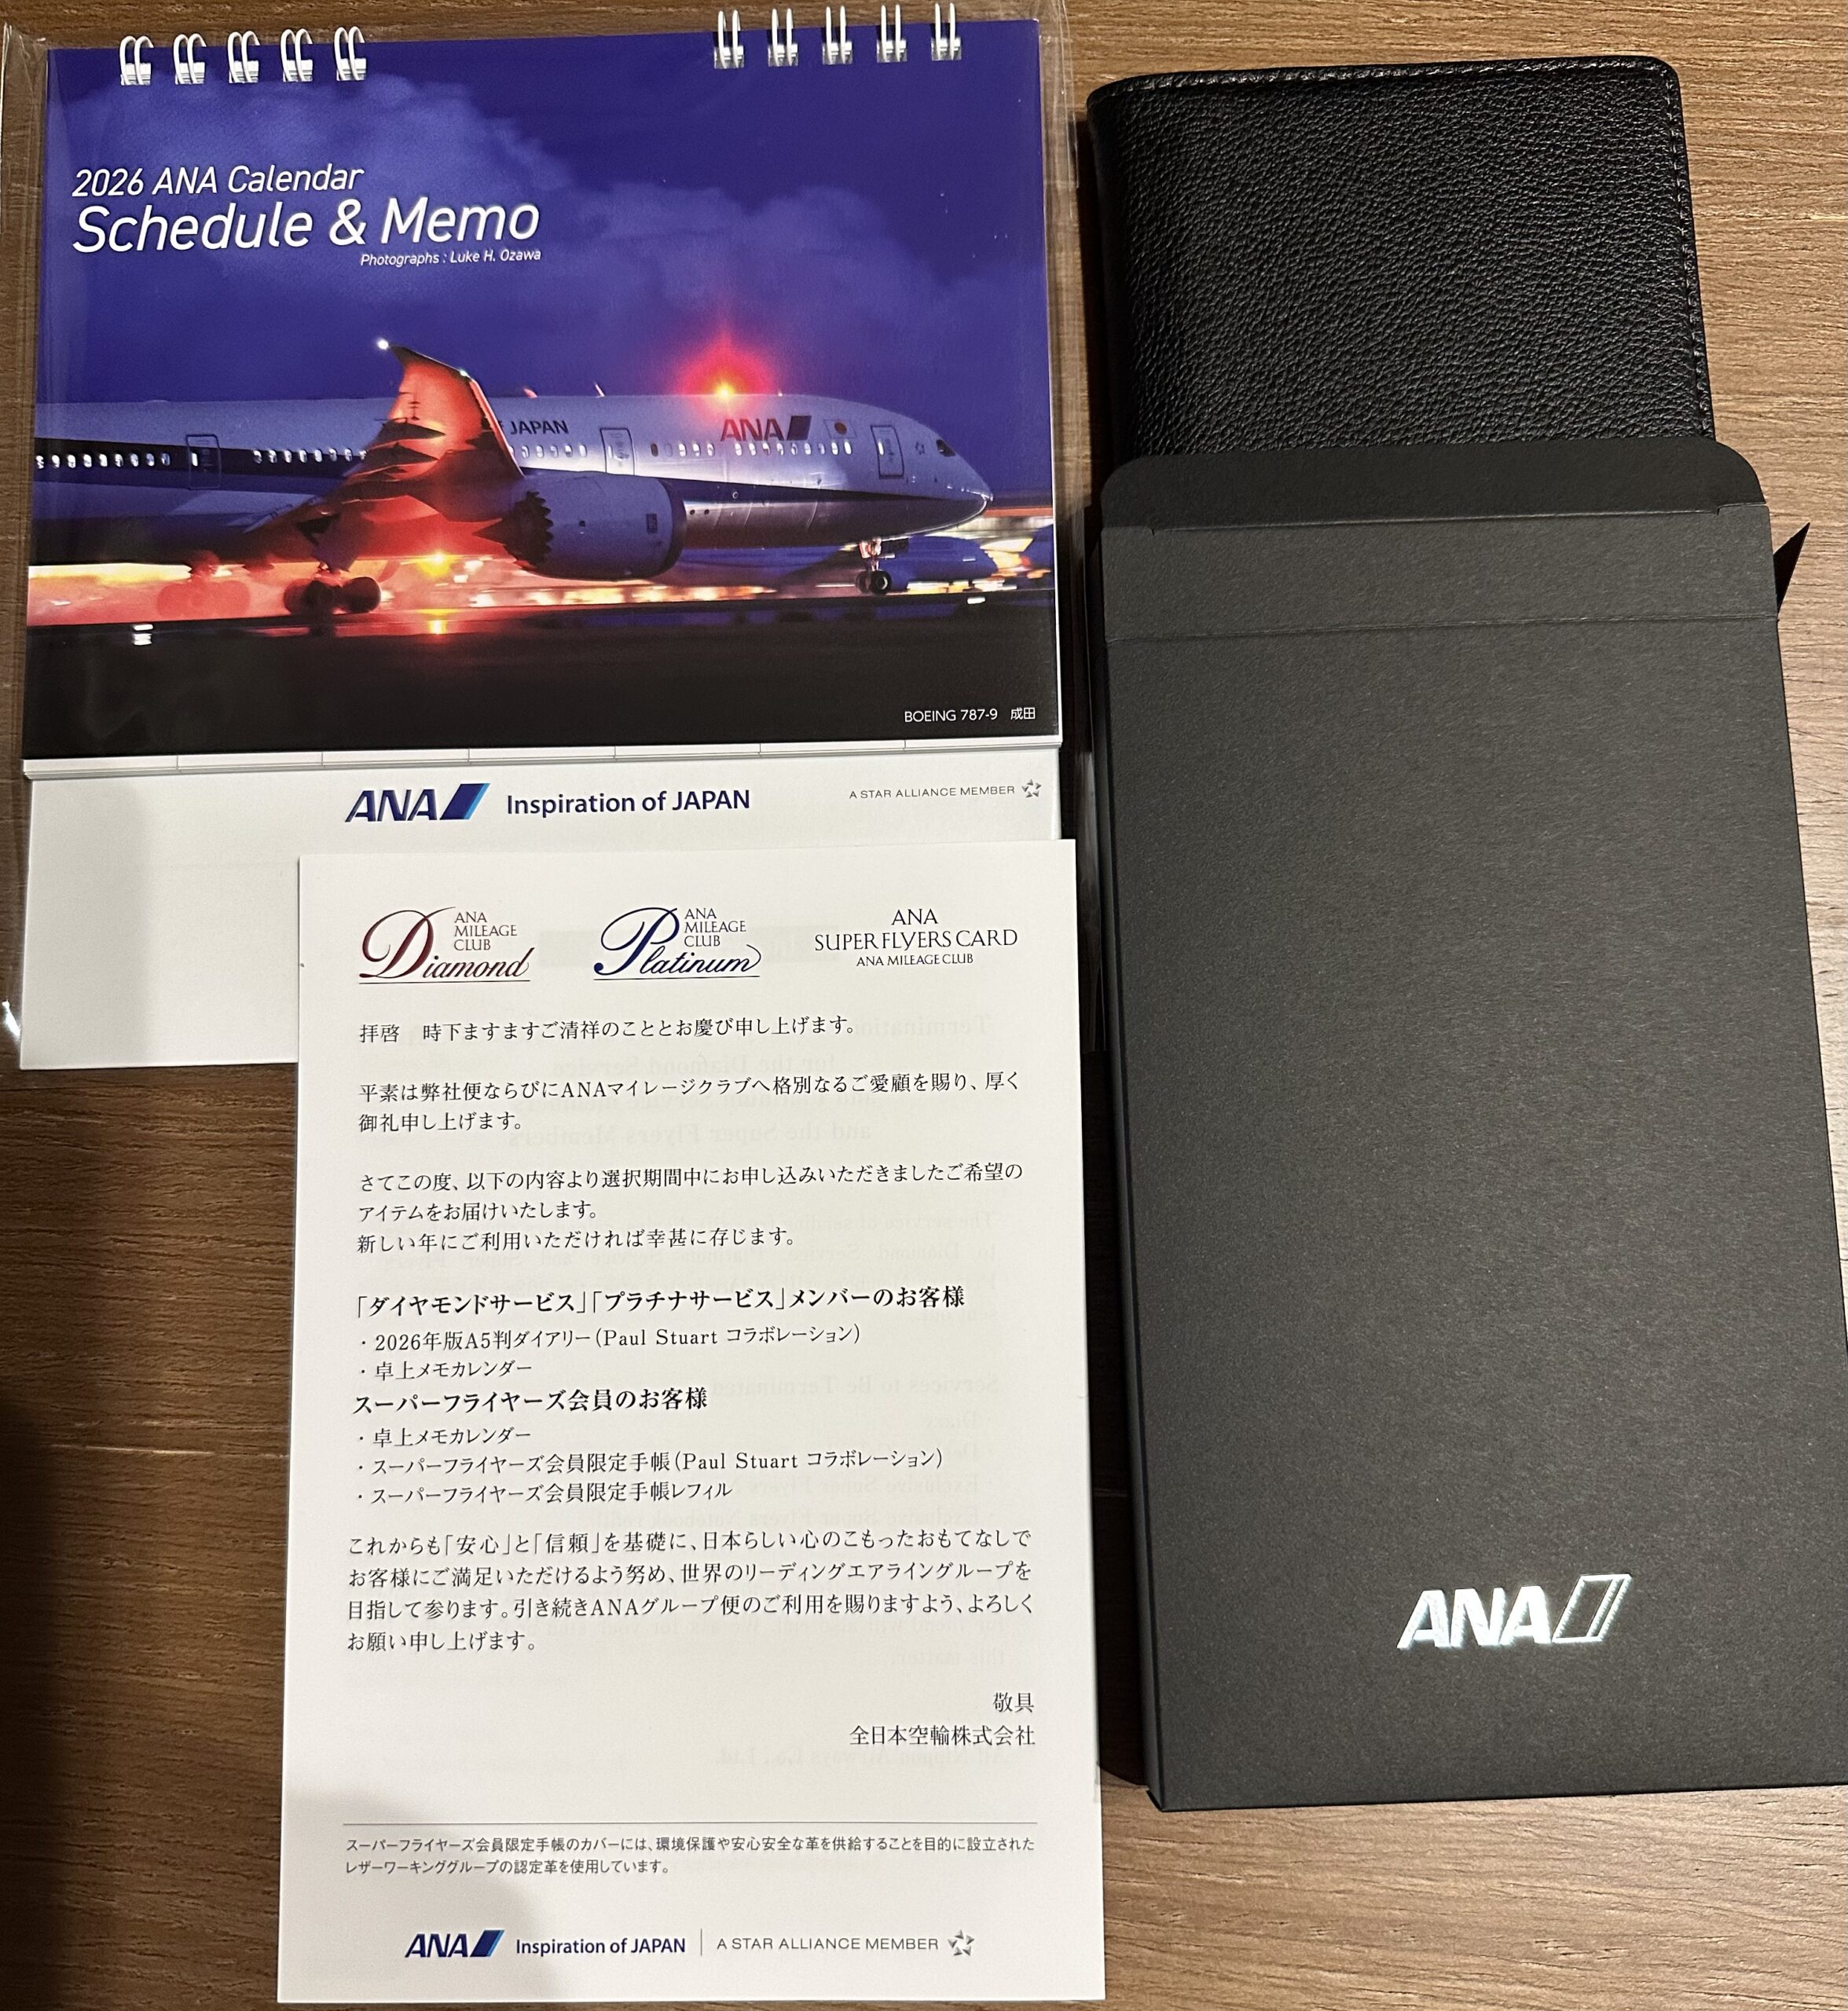 2026 ANA Calendar
Schedule & Memo
Photographs : Luke H. Ozawa
JAPAN
ANA
BOEING 787-9 成田
ANA Inspiration of JAPAN
A STAR ALLIANCE MEMBER
ANA
MILEAGE
CLUB
Diamond
ANA
MILEAGE
CLUB
Platinum
ANA
SUPER FLYERS CARD
ANA MILEAGE CLUB
拝啓 時下ますますご清祥のこととお慶び申し上げます。
平素は弊社便ならびにANAマイレージクラブへ格別なるご愛顧を賜り、厚く
御礼申し上げます。
さてこの度、以下の内容より選択期間中にお申し込みいただきましたご希望の
アイテムをお届けいたします。
新しい年にご利用いただければ幸甚に存じます。
「ダイヤモンドサービス」「プラチナサービス」メンバーのお客様
・2026年版A5判ダイアリー(Paul Stuart コラボレーション)
・卓上メモカレンダー
スーパーフライヤーズ会員のお客様
・卓上メモカレンダー
・スーパーフライヤーズ会員限定手帳(Paul Stuart コラボレーション)
・スーパーフライヤーズ会員限定手帳レフィル
これからも「安心」と「信頼」を基礎に、日本らしい心のこもったおもてなしで
お客様にご満足いただけるよう努め、世界のリーディングエアライングループを
目指して参ります。引き続きANAグループ便のご利用を賜りますよう、よろしく
お願い申し上げます。
敬具
全日本空輸株式会社
スーパーフライヤーズ会員限定手帳のカバーには、環境保護や安心安全な革を供給することを目的に設立された
レザーワーキンググループの認定革を使用しています。
ANA Inspiration of JAPAN A STAR ALLIANCE MEMBER
ANA